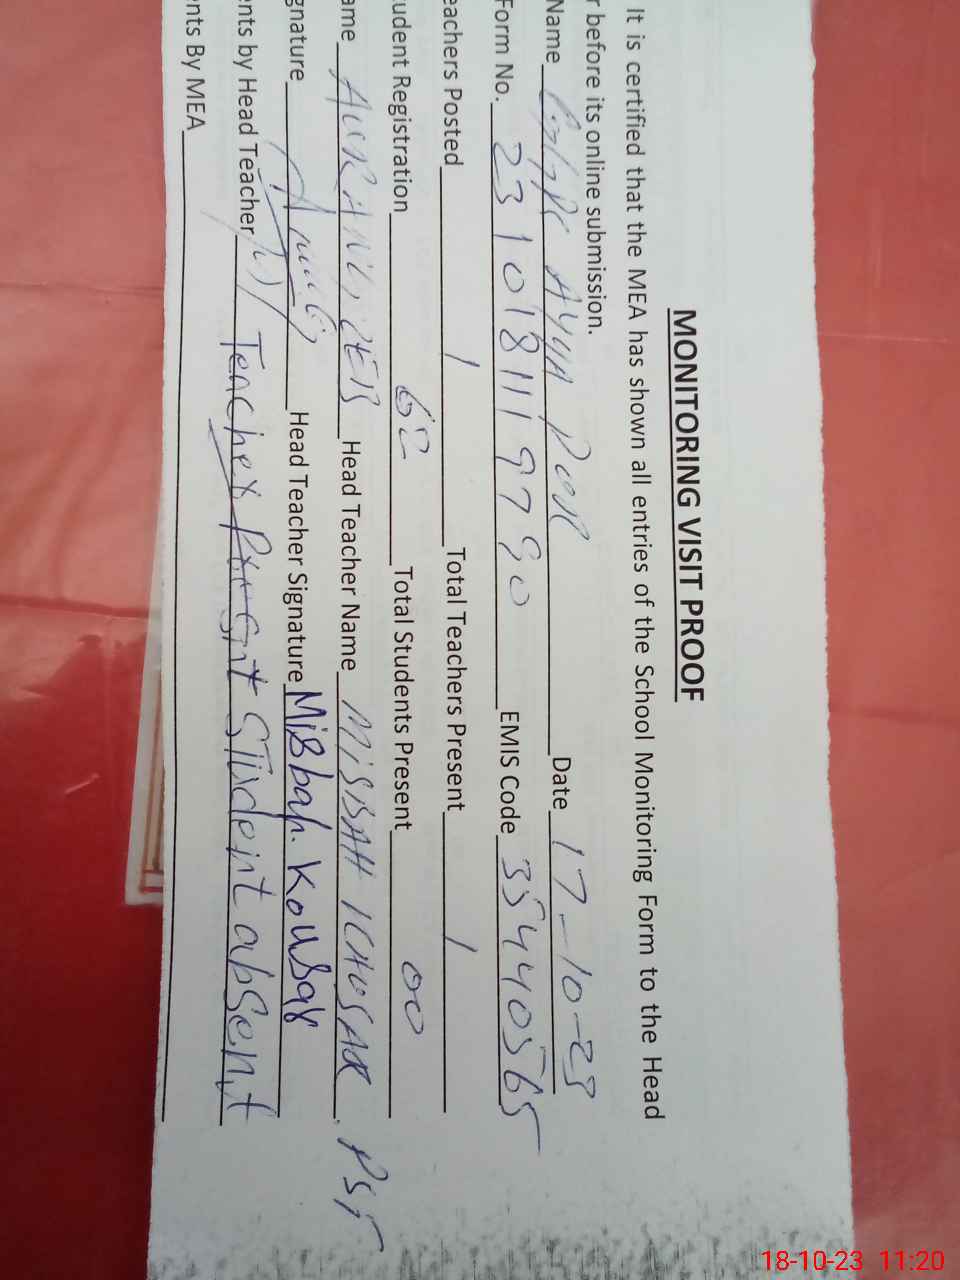 MONITORING VISIT PROOF
It is certified that the MEA has shown all entries of the School Monitoring Form to the Head
r before its online submission.
Name Date 17-10-23
Form No. EMIS Code 35440565
eachers Posted 1 Total Teachers Present 1
udent Registration 62 Total Students Present 00
ame AURANGZEB Head Teacher Name MISBAH KAUSAR. PST
gnature Head Teacher Signature Misbah. Kousar
ents by Head Teacher Teacher Present Student absent
nts By MEA
18-10-23 11:20